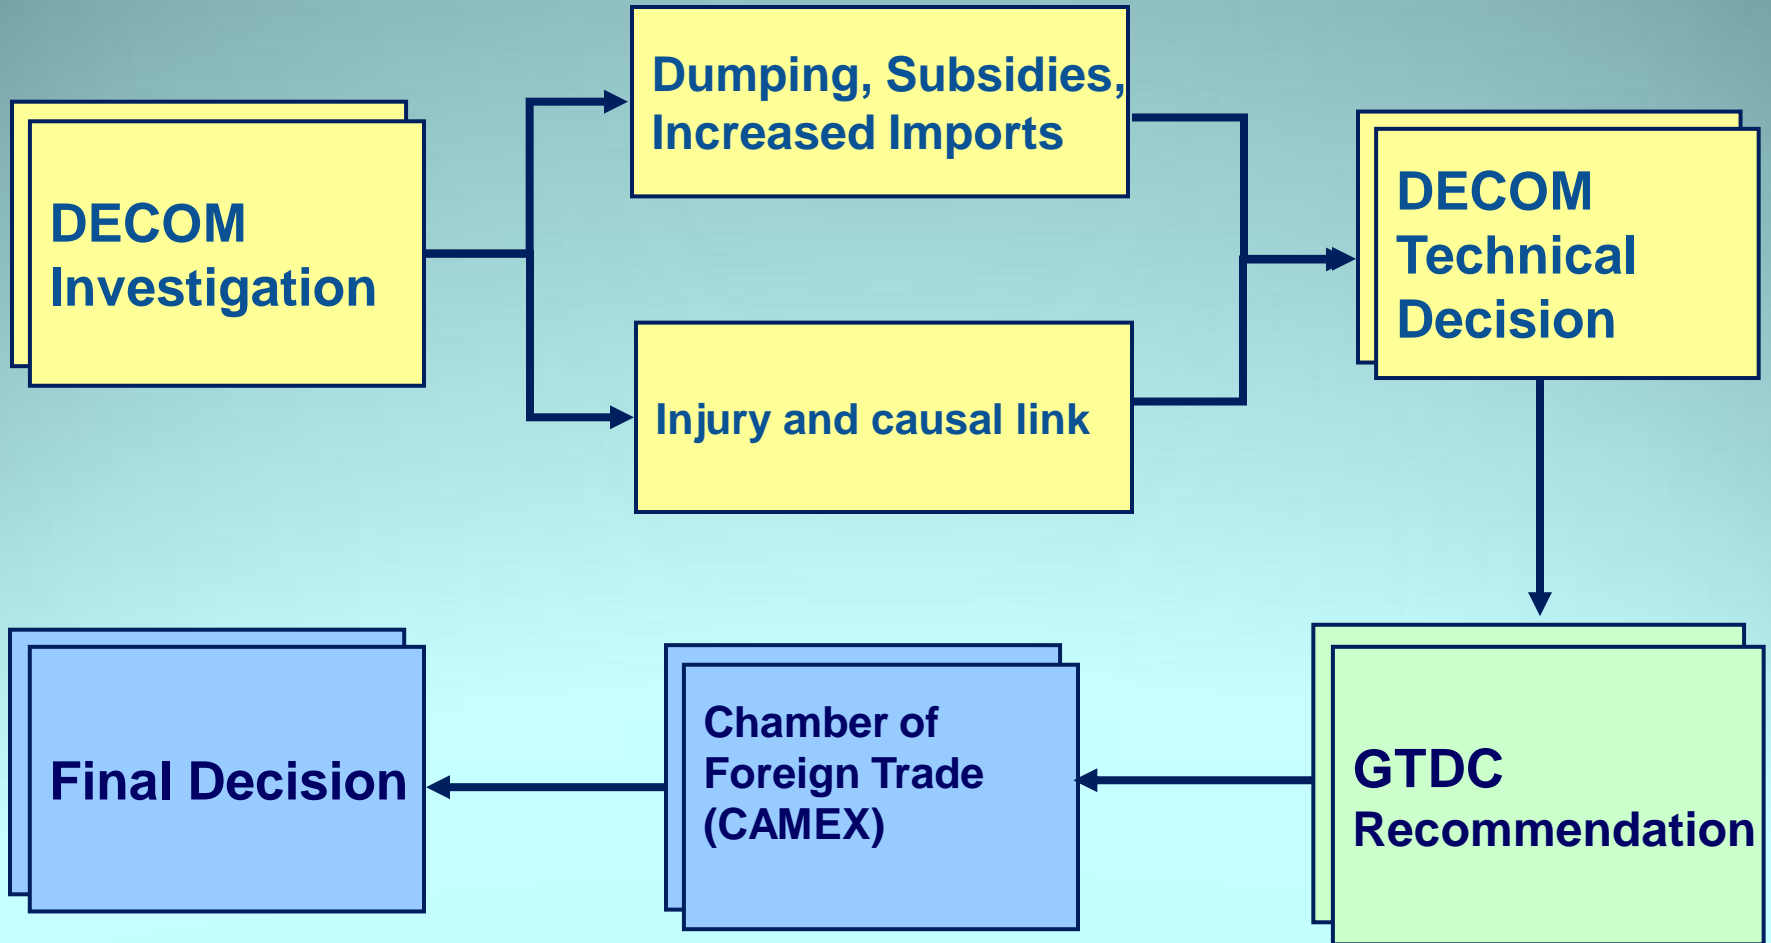 DECOM
Investigation
Dumping, Subsidies,
Increased Imports
Injury and causal link
DECOM
Technical
Decision
GTDC
Recommendation
Chamber of
Foreign Trade
(CAMEX)
Final Decision